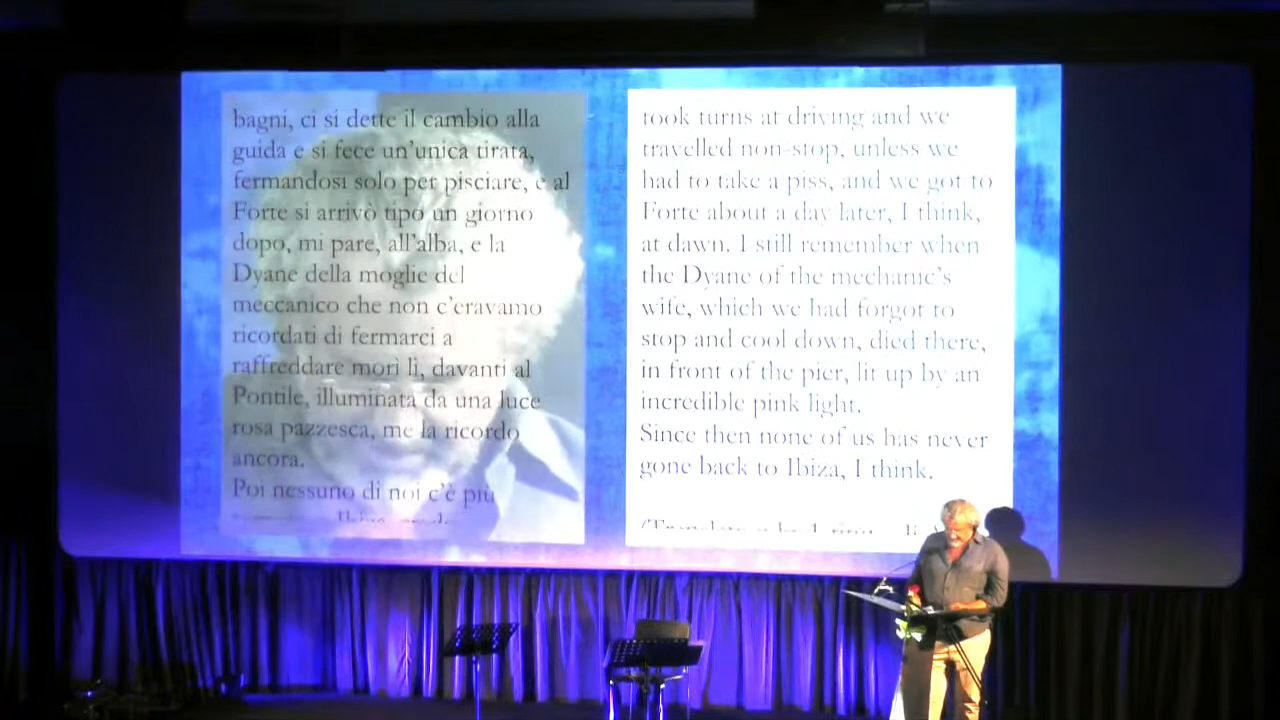 bagni, ci si dette il cambio alla
guida e si fece un'unica tirata,
fermandosi solo per pisciare, e al
Forte si arrivò tipo un giorno
dopo, mi pare, all'alba, e la
Dyane della moglie del
meccanico che non c'eravamo
ricordati di fermarci a
raffreddare morì lì, davanti al
Pontile, illuminata da una luce
rosa pazzesca, me la ricordo
ancora.
Poi nessuno di noi c'è più
took turns at driving and we
travelled non-stop, unless we
had to take a piss, and we got to
Forte about a day later, I think,
at dawn. I still remember when
the Dyane of the mechanic's
wife, which we had forgot to
stop and cool down, died there,
in front of the pier, lit up by an
incredible pink light.
Since then none of us has never
gone back to Ibiza, I think.